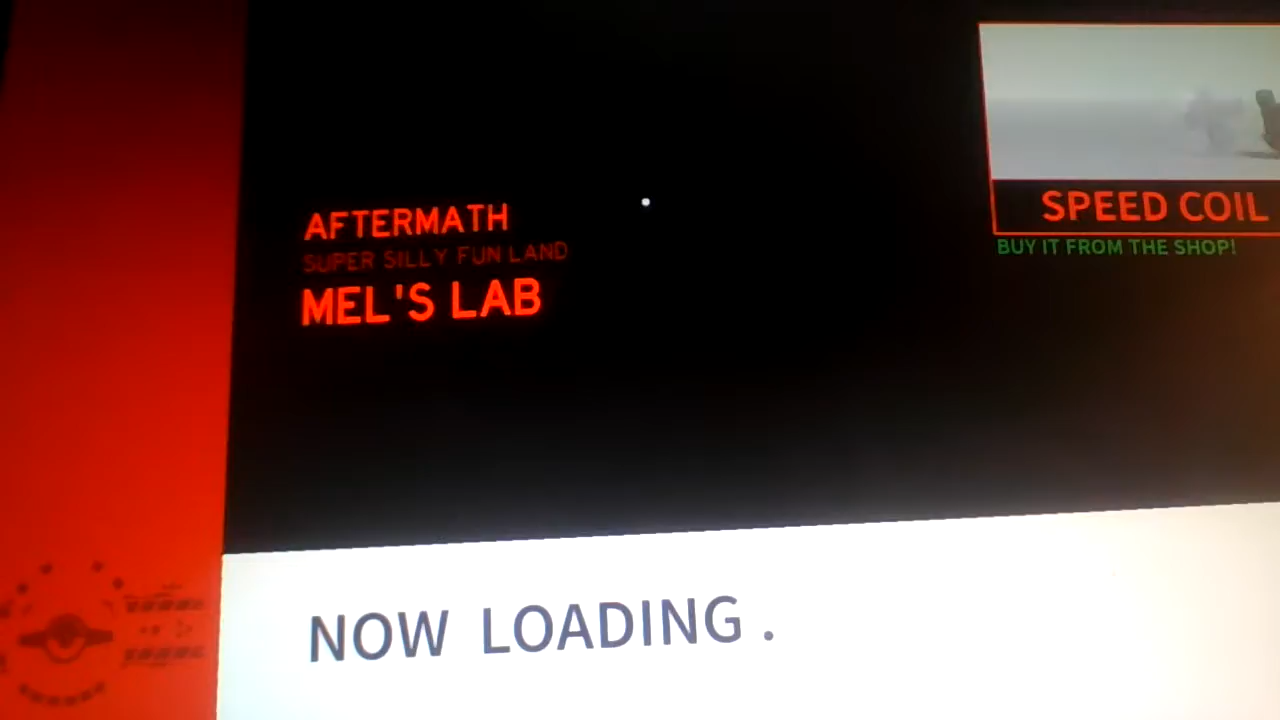 AFTERMATH
SUPER SILLY FUN LAND
MEL'S LAB
SPEED COIL
BUY IT FROM THE SHOP!
NOW LOADING .